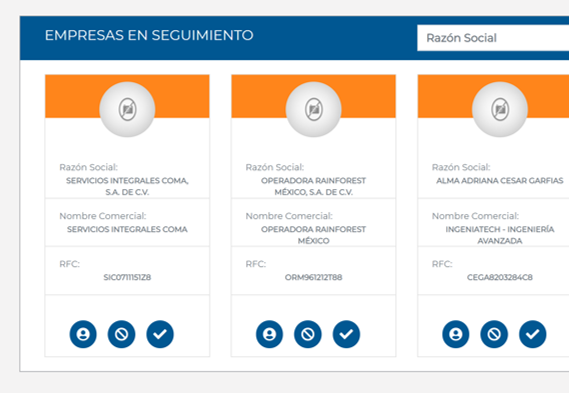 EMPRESAS EN SEGUIMIENTO
Razón Social
Razón Social:
SERVICIOS INTEGRALES COMA,
S.A. DE C.V.
Nombre Comercial:
SERVICIOS INTEGRALES COMA
RFC:
SIC0711151Z8
Razón Social:
OPERADORA RAINFOREST
MÉXICO, S.A. DE C.V.
Nombre Comercial:
OPERADORA RAINFOREST
MÉXICO
RFC:
ORM961212T88
Razón Social:
ALMA ADRIANA CESAR GARFIAS
Nombre Comercial:
INGENIATECH - INGENIERÍA
AVANZADA
RFC:
CEGA8203284C8